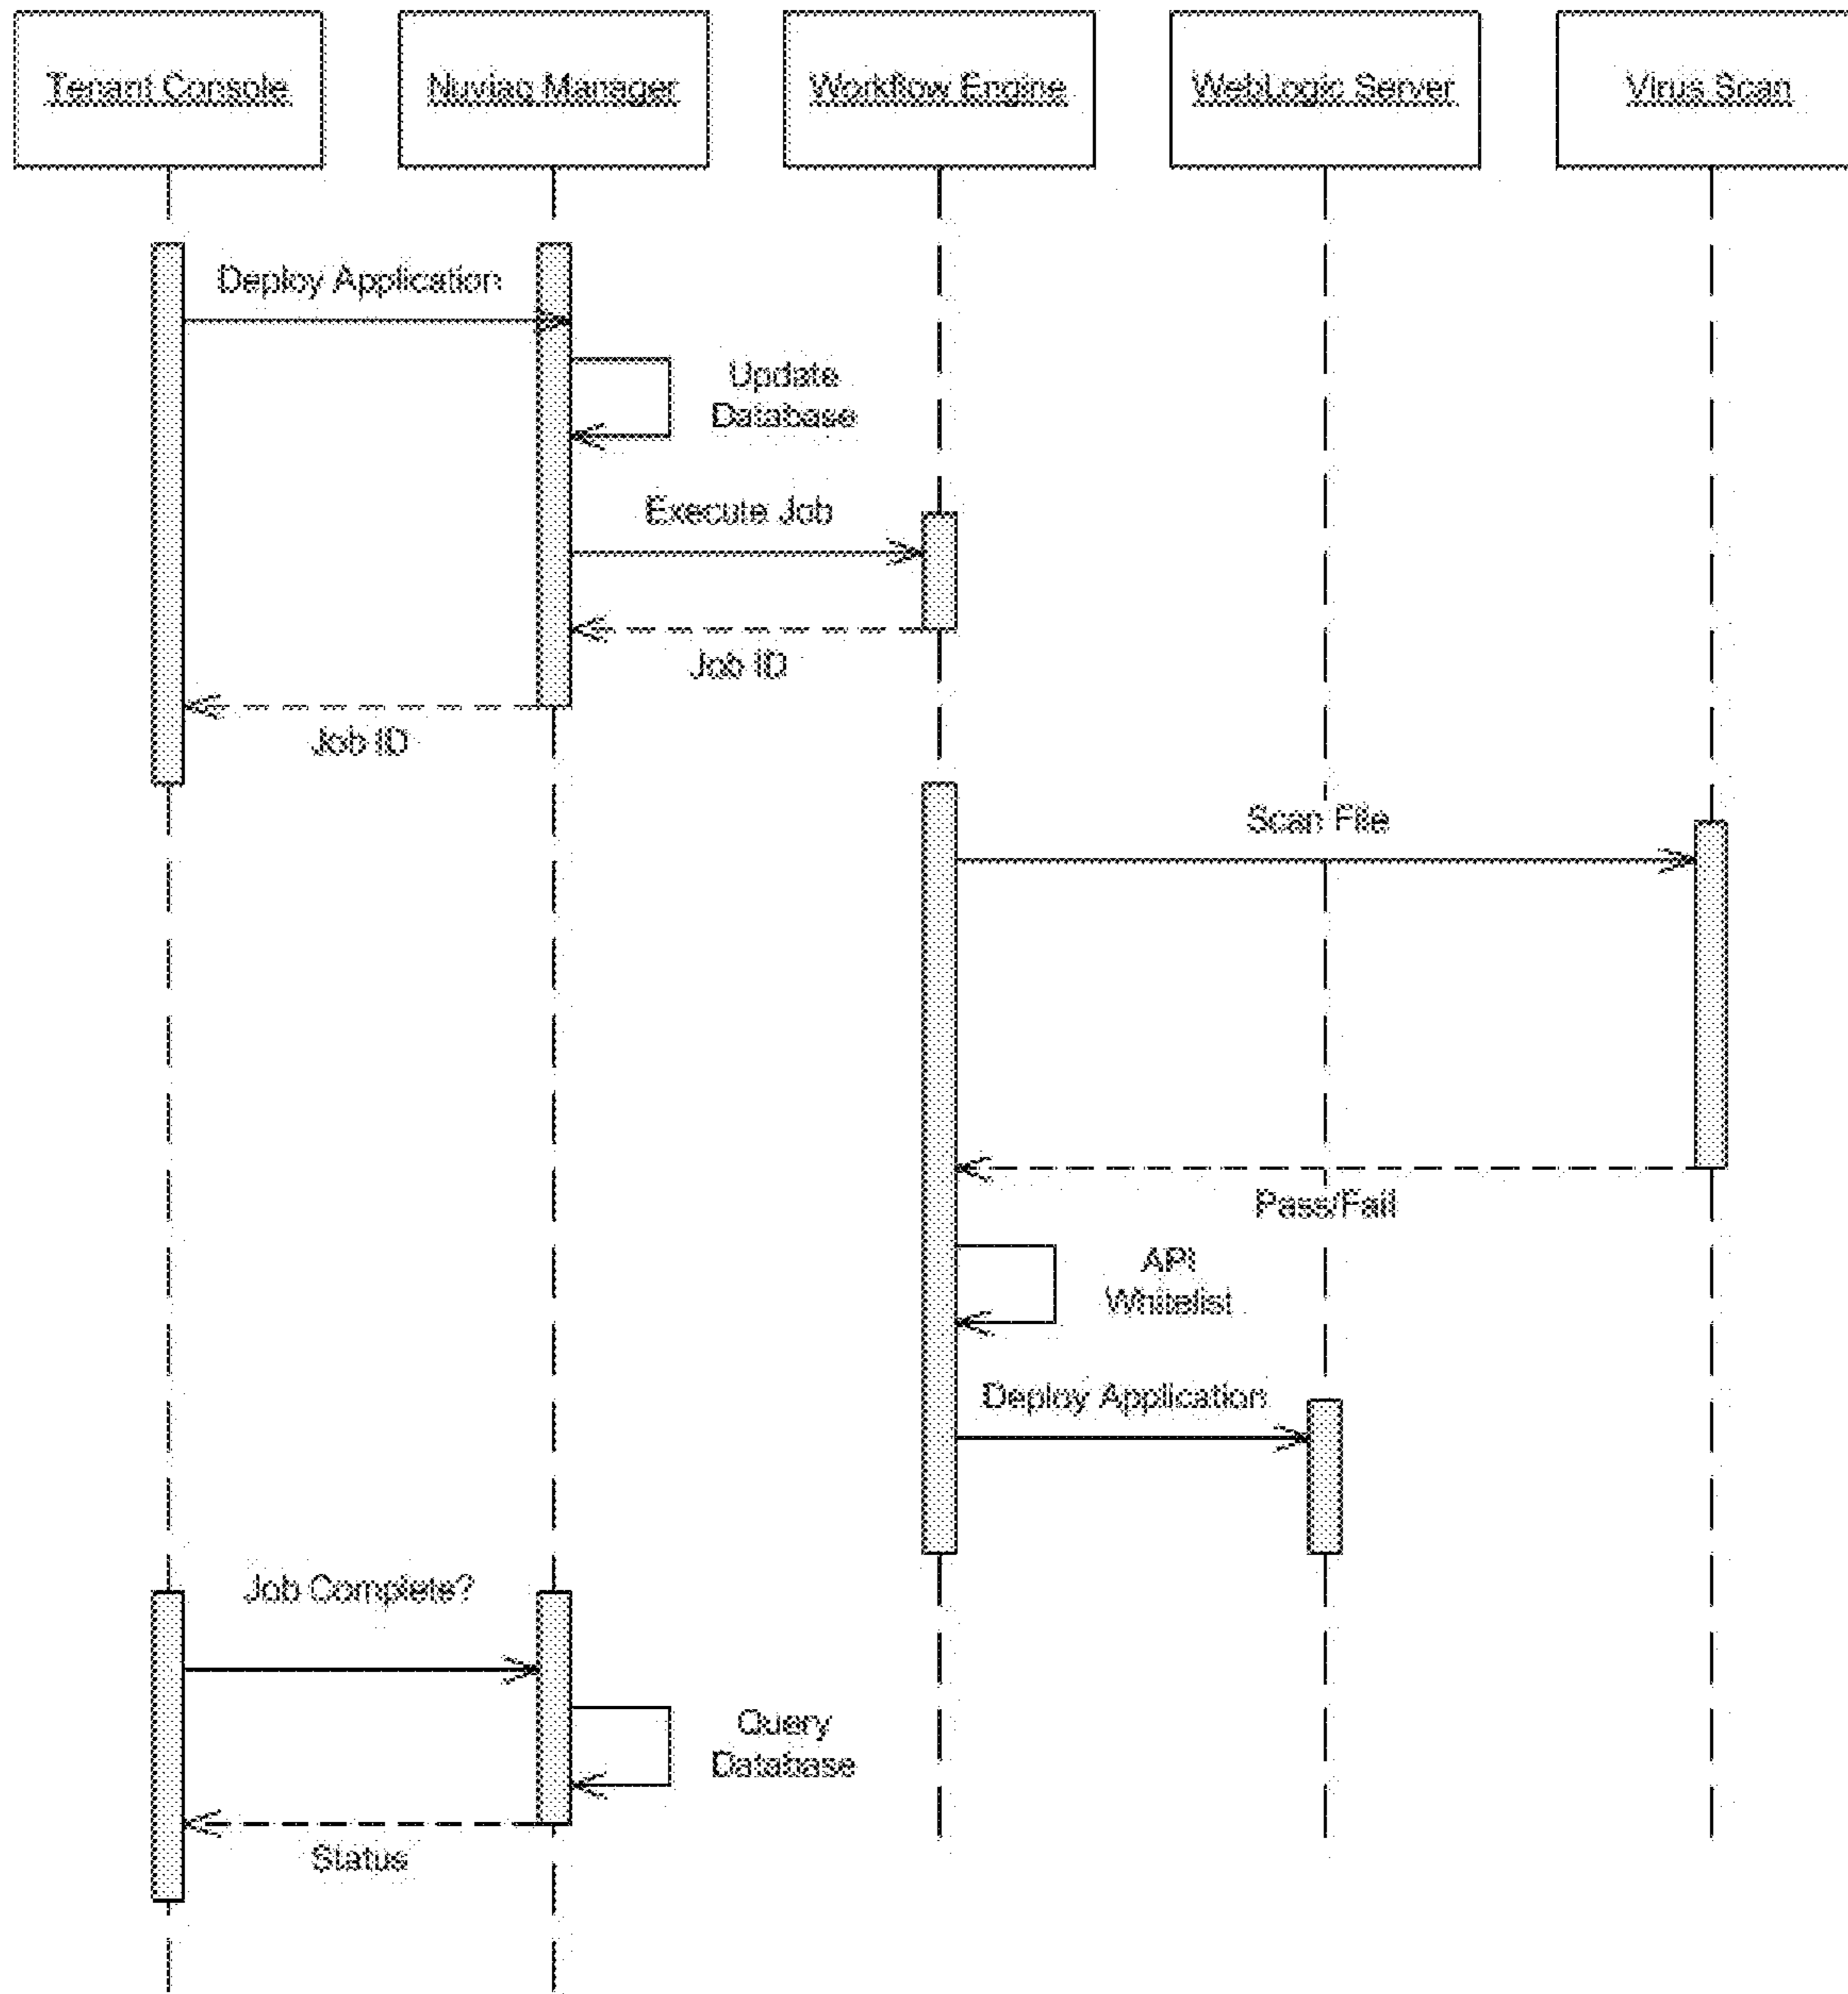 Tenant Console
Nuviaq Manager
Workflow Engine
WebLogic Server
Virus Scan
Deploy Application
Update
Database
Execute Job
Job ID
Job ID
Scan File
Pass/Fail
API
Whitelist
Deploy Application
Job Complete?
Query
Database
Status